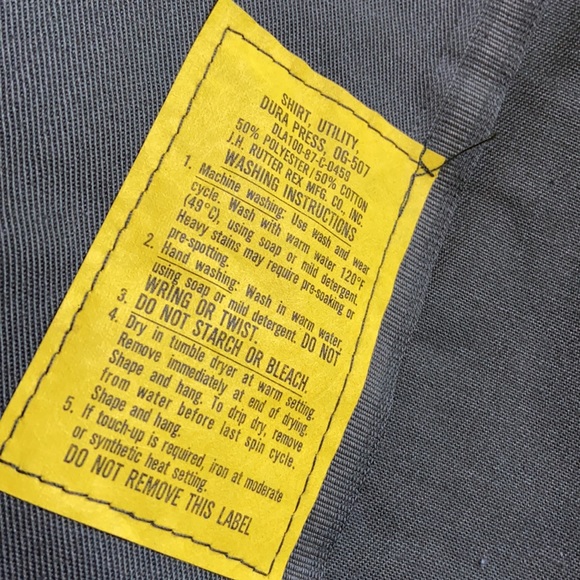 SHIRT, UTILITY,
DURA PRESS, OG-507
DLA100-87-C-0459
50% POLYESTER/50% COTTON
J.H. RUTTER REX MFG. CO., INC.
WASHING INSTRUCTIONS
1. Machine washing: Use wash and wear
cycle. Wash with warm water 120°F
(49°C), using soap or mild detergent.
Heavy stains may require pre-soaking or
pre-spotting.
2. Hand washing: Wash in warm water,
using soap or mild detergent. DO NOT
WRING OR TWIST.
3. DO NOT STARCH OR BLEACH.
4. Dry in tumble dryer at warm setting.
Remove immediately at end of drying.
Shape and hang. To drip dry, remove
from water before last spin cycle.
Shape and hang.
5. If touch-up is required, iron at moderate
or synthetic heat setting.
DO NOT REMOVE THIS LABEL